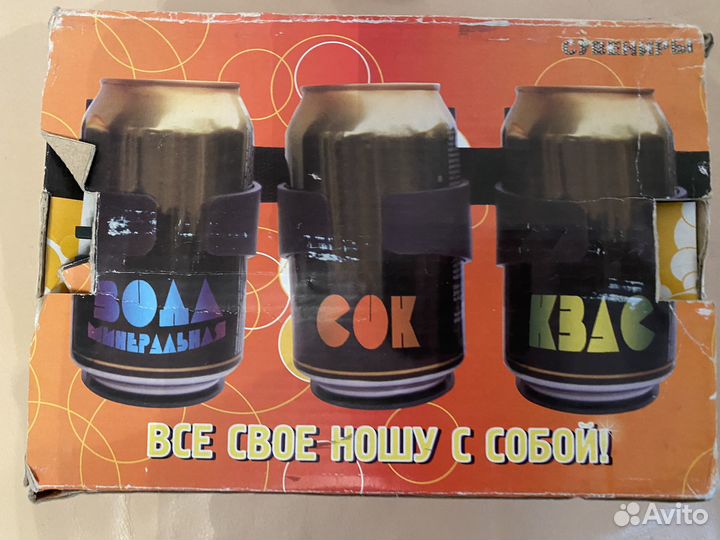 СУВЕНИРЫ
ВОДА
МИНЕРАЛЬНАЯ
СОК
КВАС
ВСЕ СВОЕ НОШУ С СОБОЙ!
Avito